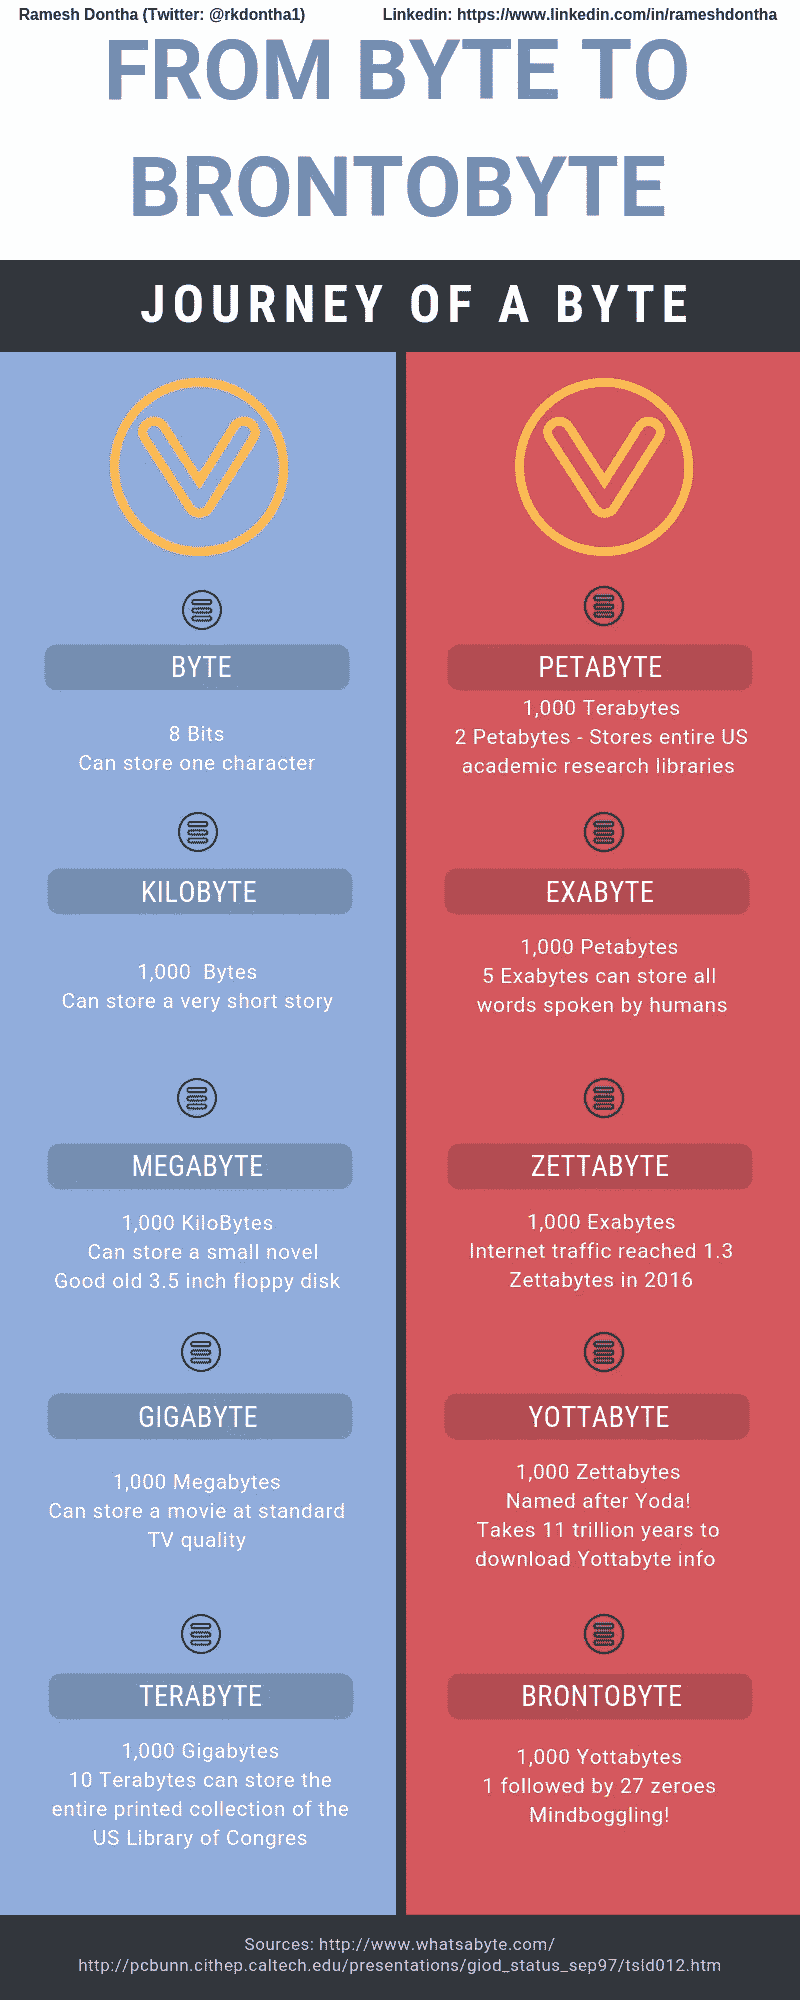 Ramesh Dontha (Twitter: @rkdontha1)
Linkedin: https://www.linkedin.com/in/rameshdontha
FROM BYTE TO
BRONTOBYTE
JOURNEY OF A BYTE
BYTE
8 Bits
Can store one character
KILOBYTE
1,000 Bytes
Can store a very short story
MEGABYTE
1,000 KiloBytes
Can store a small novel
Good old 3.5 inch floppy disk
GIGABYTE
1,000 Megabytes
Can store a movie at standard
TV quality
TERABYTE
1,000 Gigabytes
10 Terabytes can store the
entire printed collection of the
US Library of Congres
PETABYTE
1,000 Terabytes
2 Petabytes - Stores entire US
academic research libraries
EXABYTE
1,000 Petabytes
5 Exabytes can store all
words spoken by humans
ZETTABYTE
1,000 Exabytes
Internet traffic reached 1.3
Zettabytes in 2016
YOTTABYTE
1,000 Zettabytes
Named after Yoda!
Takes 11 trillion years to
download Yottabyte info
BRONTOBYTE
1,000 Yottabytes
1 followed by 27 zeroes
Mindboggling!
Sources: http://www.whatsabyte.com/
http://pcbunn.cithep.caltech.edu/presentations/giod_status_sep97/tsld012.htm